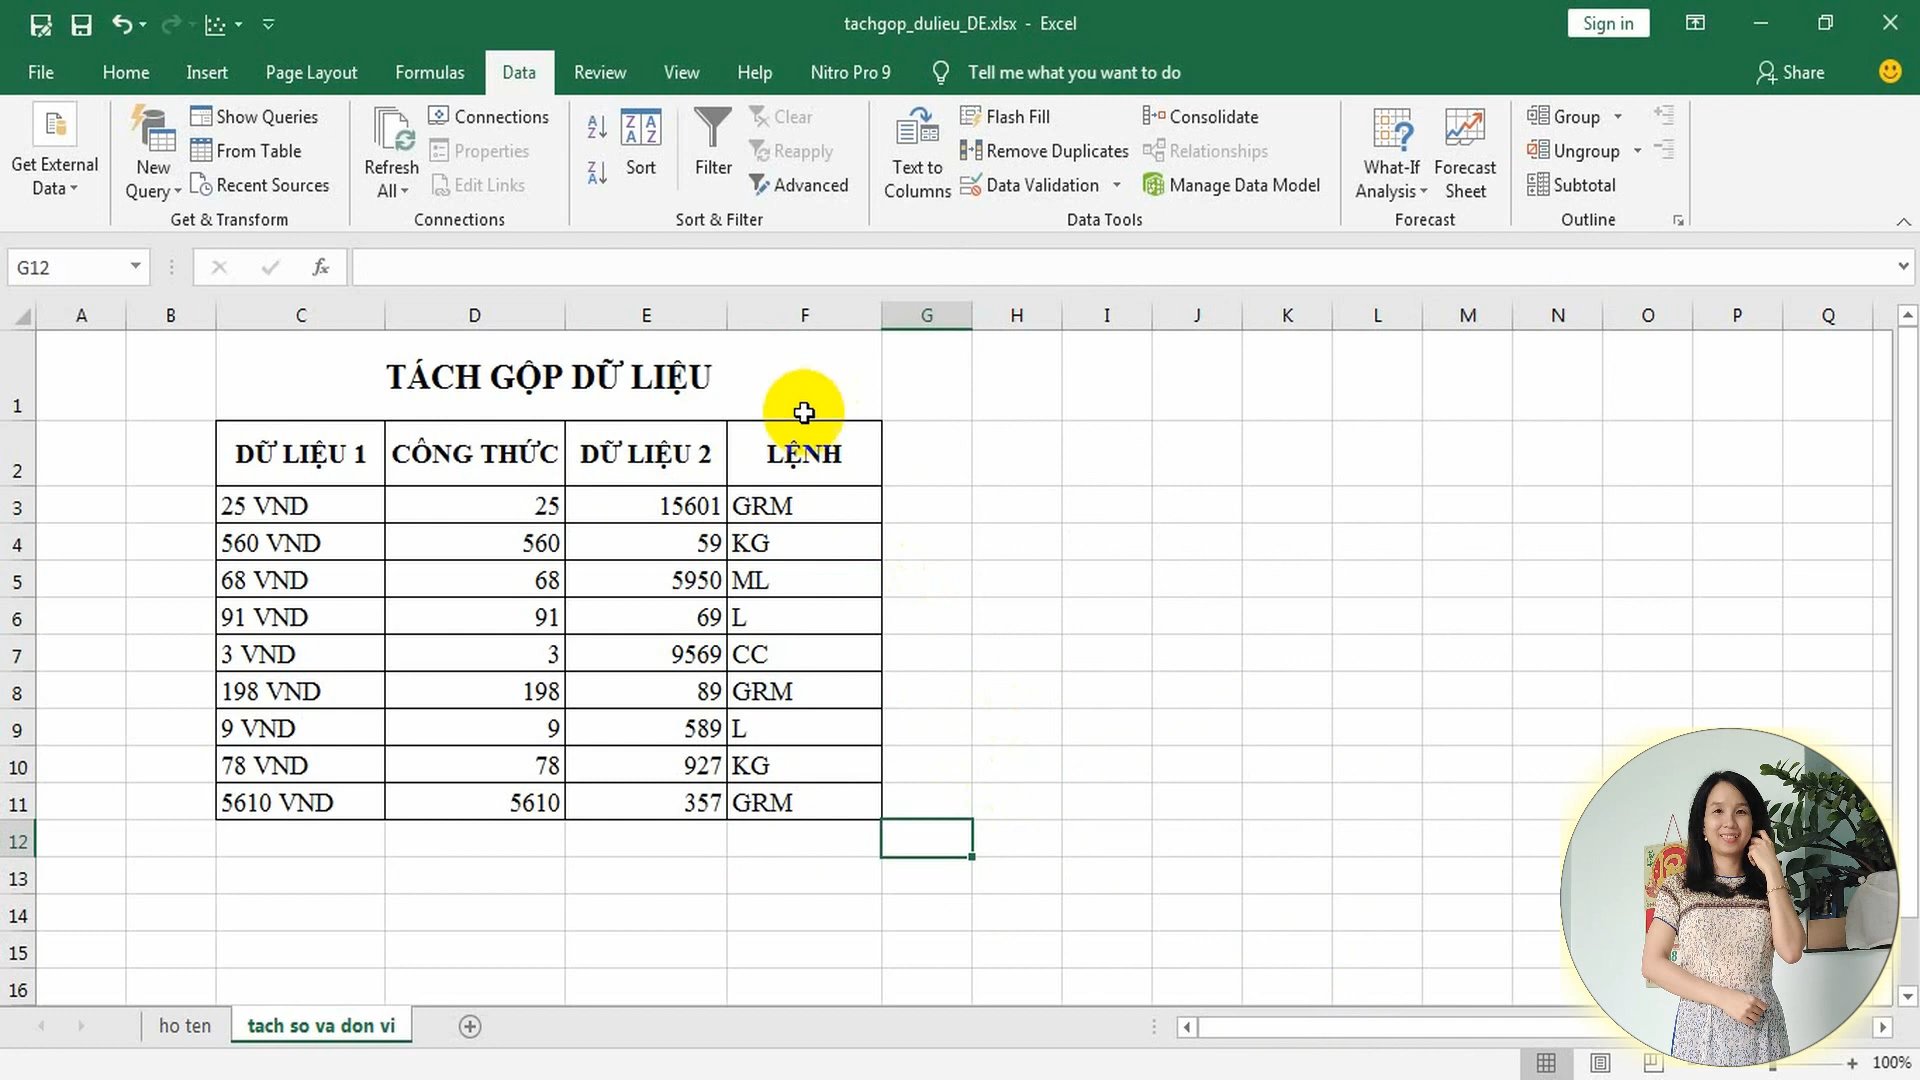 tachgop_dulieu_DE.xlsx - Excel
Sign in
File Home Insert Page Layout Formulas Data Review View Help Nitro Pro 9 Tell me what you want to do Share
Get External Data
New Query
Show Queries
From Table
Recent Sources
Get & Transform
Refresh All
Connections
Properties
Edit Links
Connections
Sort
Filter
Clear
Reapply
Advanced
Sort & Filter
Text to Columns
Flash Fill
Remove Duplicates
Data Validation
Consolidate
Relationships
Manage Data Model
Data Tools
What-If Analysis
Forecast Sheet
Forecast
Group
Ungroup
Subtotal
Outline
G12 fx
A B C D E F G H I J K L M N O P Q
TÁCH GỘP DỮ LIỆU
1
2 DỮ LIỆU 1 CÔNG THỨC DỮ LIỆU 2 LỆNH
3 25 VND 25 15601 GRM
4 560 VND 560 59 KG
5 68 VND 68 5950 ML
6 91 VND 91 69 L
7 3 VND 3 9569 CC
8 198 VND 198 89 GRM
9 9 VND 9 589 L
10 78 VND 78 927 KG
11 5610 VND 5610 357 GRM
12
13
14
15
16
ho ten tach so va don vi
100%